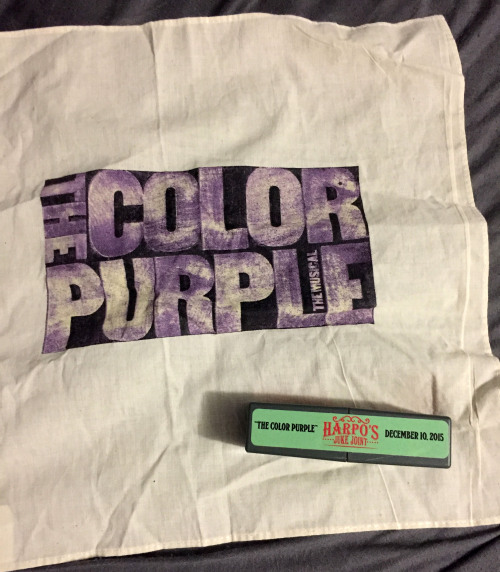 THE COLOR
PURPLE
THE MUSICAL
"THE COLOR PURPLE"
HARPO'S
JUKE JOINT
DECEMBER 10, 2015